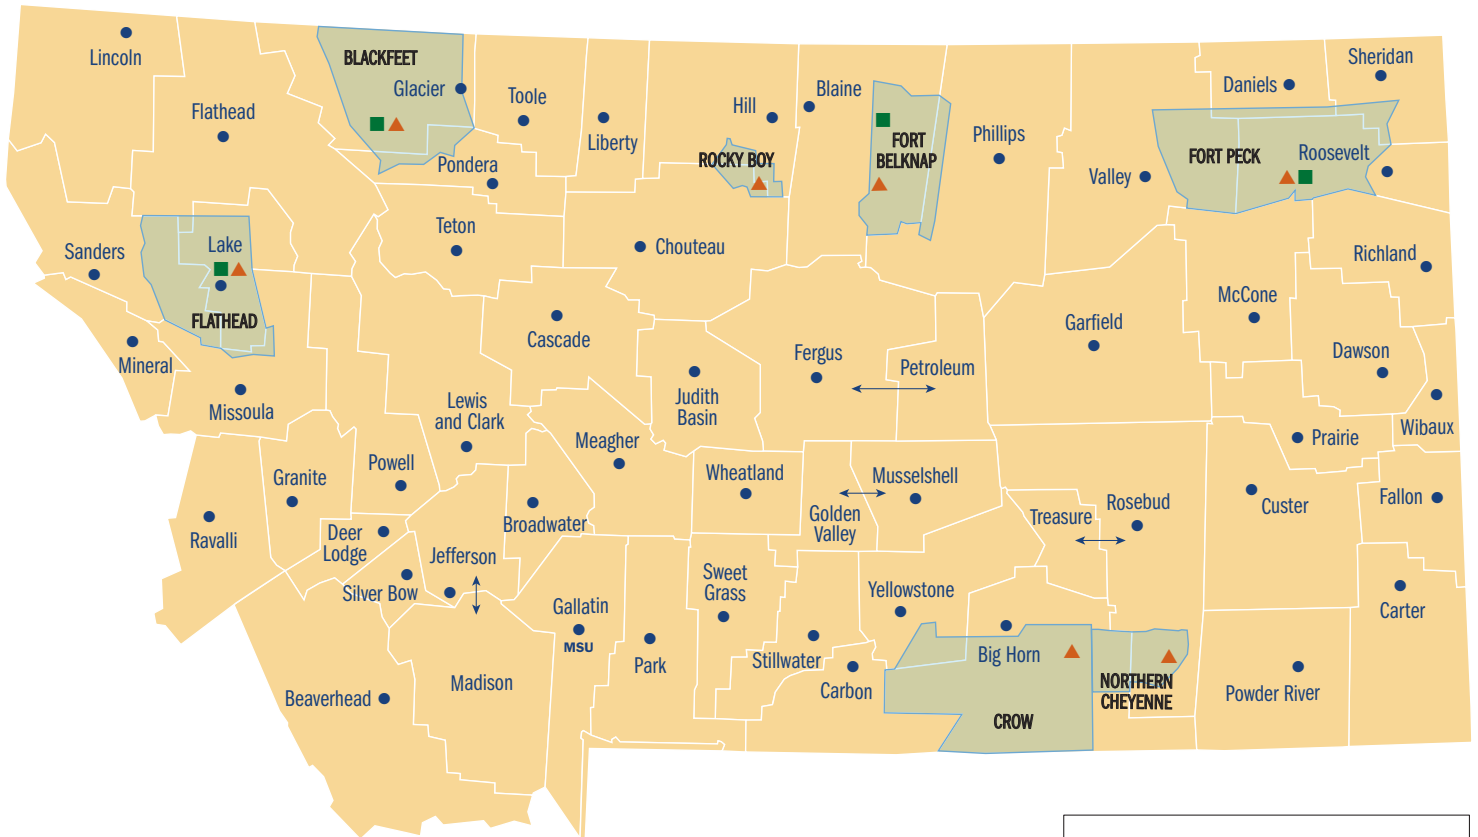 Lincoln
Flathead
BLACKFEET
Glacier
Toole
Liberty
Hill
Blaine
ROCKY BOY
FORT
BELKNAP
Phillips
Daniels
Sheridan
FORT PECK
Roosevelt
Valley
Pondera
Teton
Chouteau
Sanders
Lake
FLATHEAD
Richland
McCone
Garfield
Dawson
Mineral
Missoula
Cascade
Fergus
Petroleum
Judith
Basin
Lewis
and Clark
Meagher
Wibaux
Prairie
Granite
Powell
Wheatland
Musselshell
Golden
Valley
Treasure
Rosebud
Custer
Fallon
Ravalli
Deer
Lodge
Broadwater
Jefferson
Silver Bow
Gallatin
MSU
Sweet
Grass
Yellowstone
Carter
Park
Stillwater
Carbon
Big Horn
Beaverhead
Madison
NORTHERN
CHEYENNE
CROW
Powder River